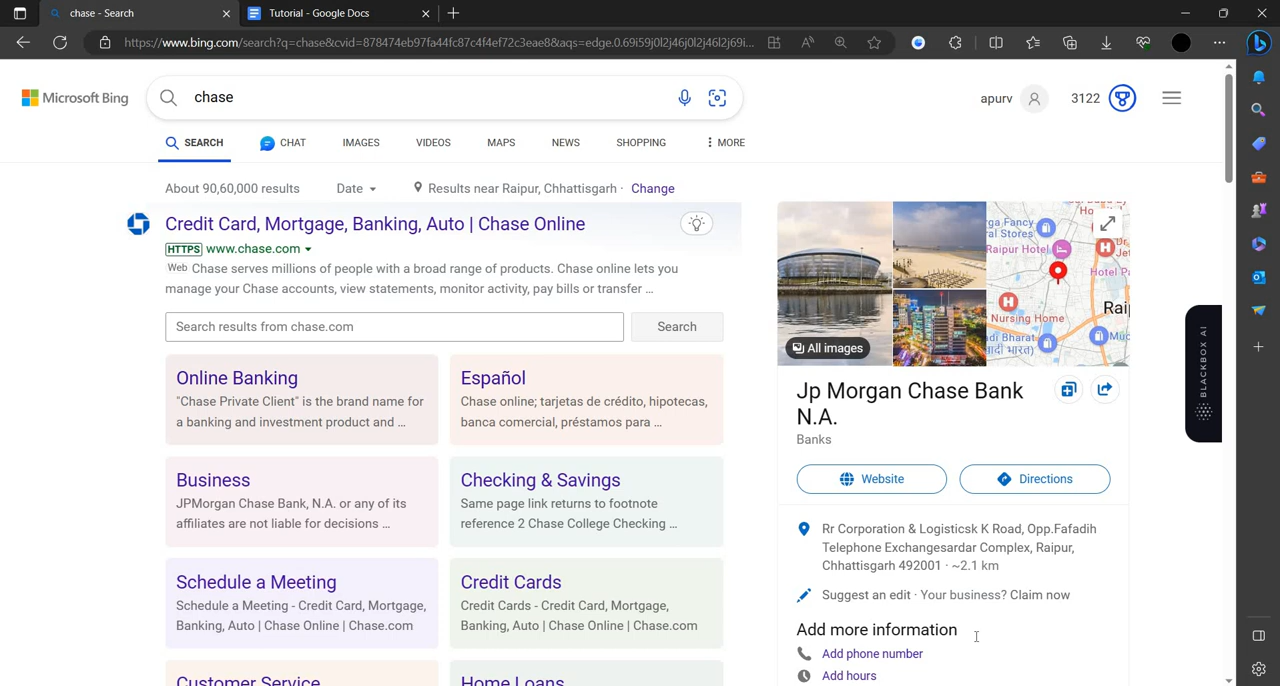 chase - Search
Tutorial - Google Docs
https://www.bing.com/search?q=chase&cvid=878474eb97fa44fc87c4f4ef72c3eae8&aqs=edge.0.69i59j0l2j46j0l2j46l2j69i...
Microsoft Bing
chase
apurv
3122
SEARCH
CHAT
IMAGES
VIDEOS
MAPS
NEWS
SHOPPING
MORE
About 90,60,000 results
Date
Results near Raipur, Chhattisgarh · Change
Credit Card, Mortgage, Banking, Auto | Chase Online
HTTPS www.chase.com
Web Chase serves millions of people with a broad range of products. Chase online lets you
manage your Chase accounts, view statements, monitor activity, pay bills or transfer ...
Search results from chase.com
Search
Online Banking
"Chase Private Client" is the brand name for
a banking and investment product and ...
Español
Chase online; tarjetas de crédito, hipotecas,
banca comercial, préstamos para ...
Business
JPMorgan Chase Bank, N.A. or any of its
affiliates are not liable for decisions ...
Checking & Savings
Same page link returns to footnote
reference 2 Chase College Checking ...
Schedule a Meeting
Schedule a Meeting - Credit Card, Mortgage,
Banking, Auto | Chase Online | Chase.com
Credit Cards
Credit Cards - Credit Card, Mortgage,
Banking, Auto | Chase Online | Chase.com
Customer Service
Home Loans
All images
Raipur Hotel
Hotel
Nursing Home
Jp Morgan Chase Bank
N.A.
Banks
Website
Directions
Rr Corporation & Logisticsk K Road, Opp.Fafadih
Telephone Exchangesardar Complex, Raipur,
Chhattisgarh 492001 · ~2.1 km
Suggest an edit · Your business? Claim now
Add more information
Add phone number
Add hours
BLACKBOX AI